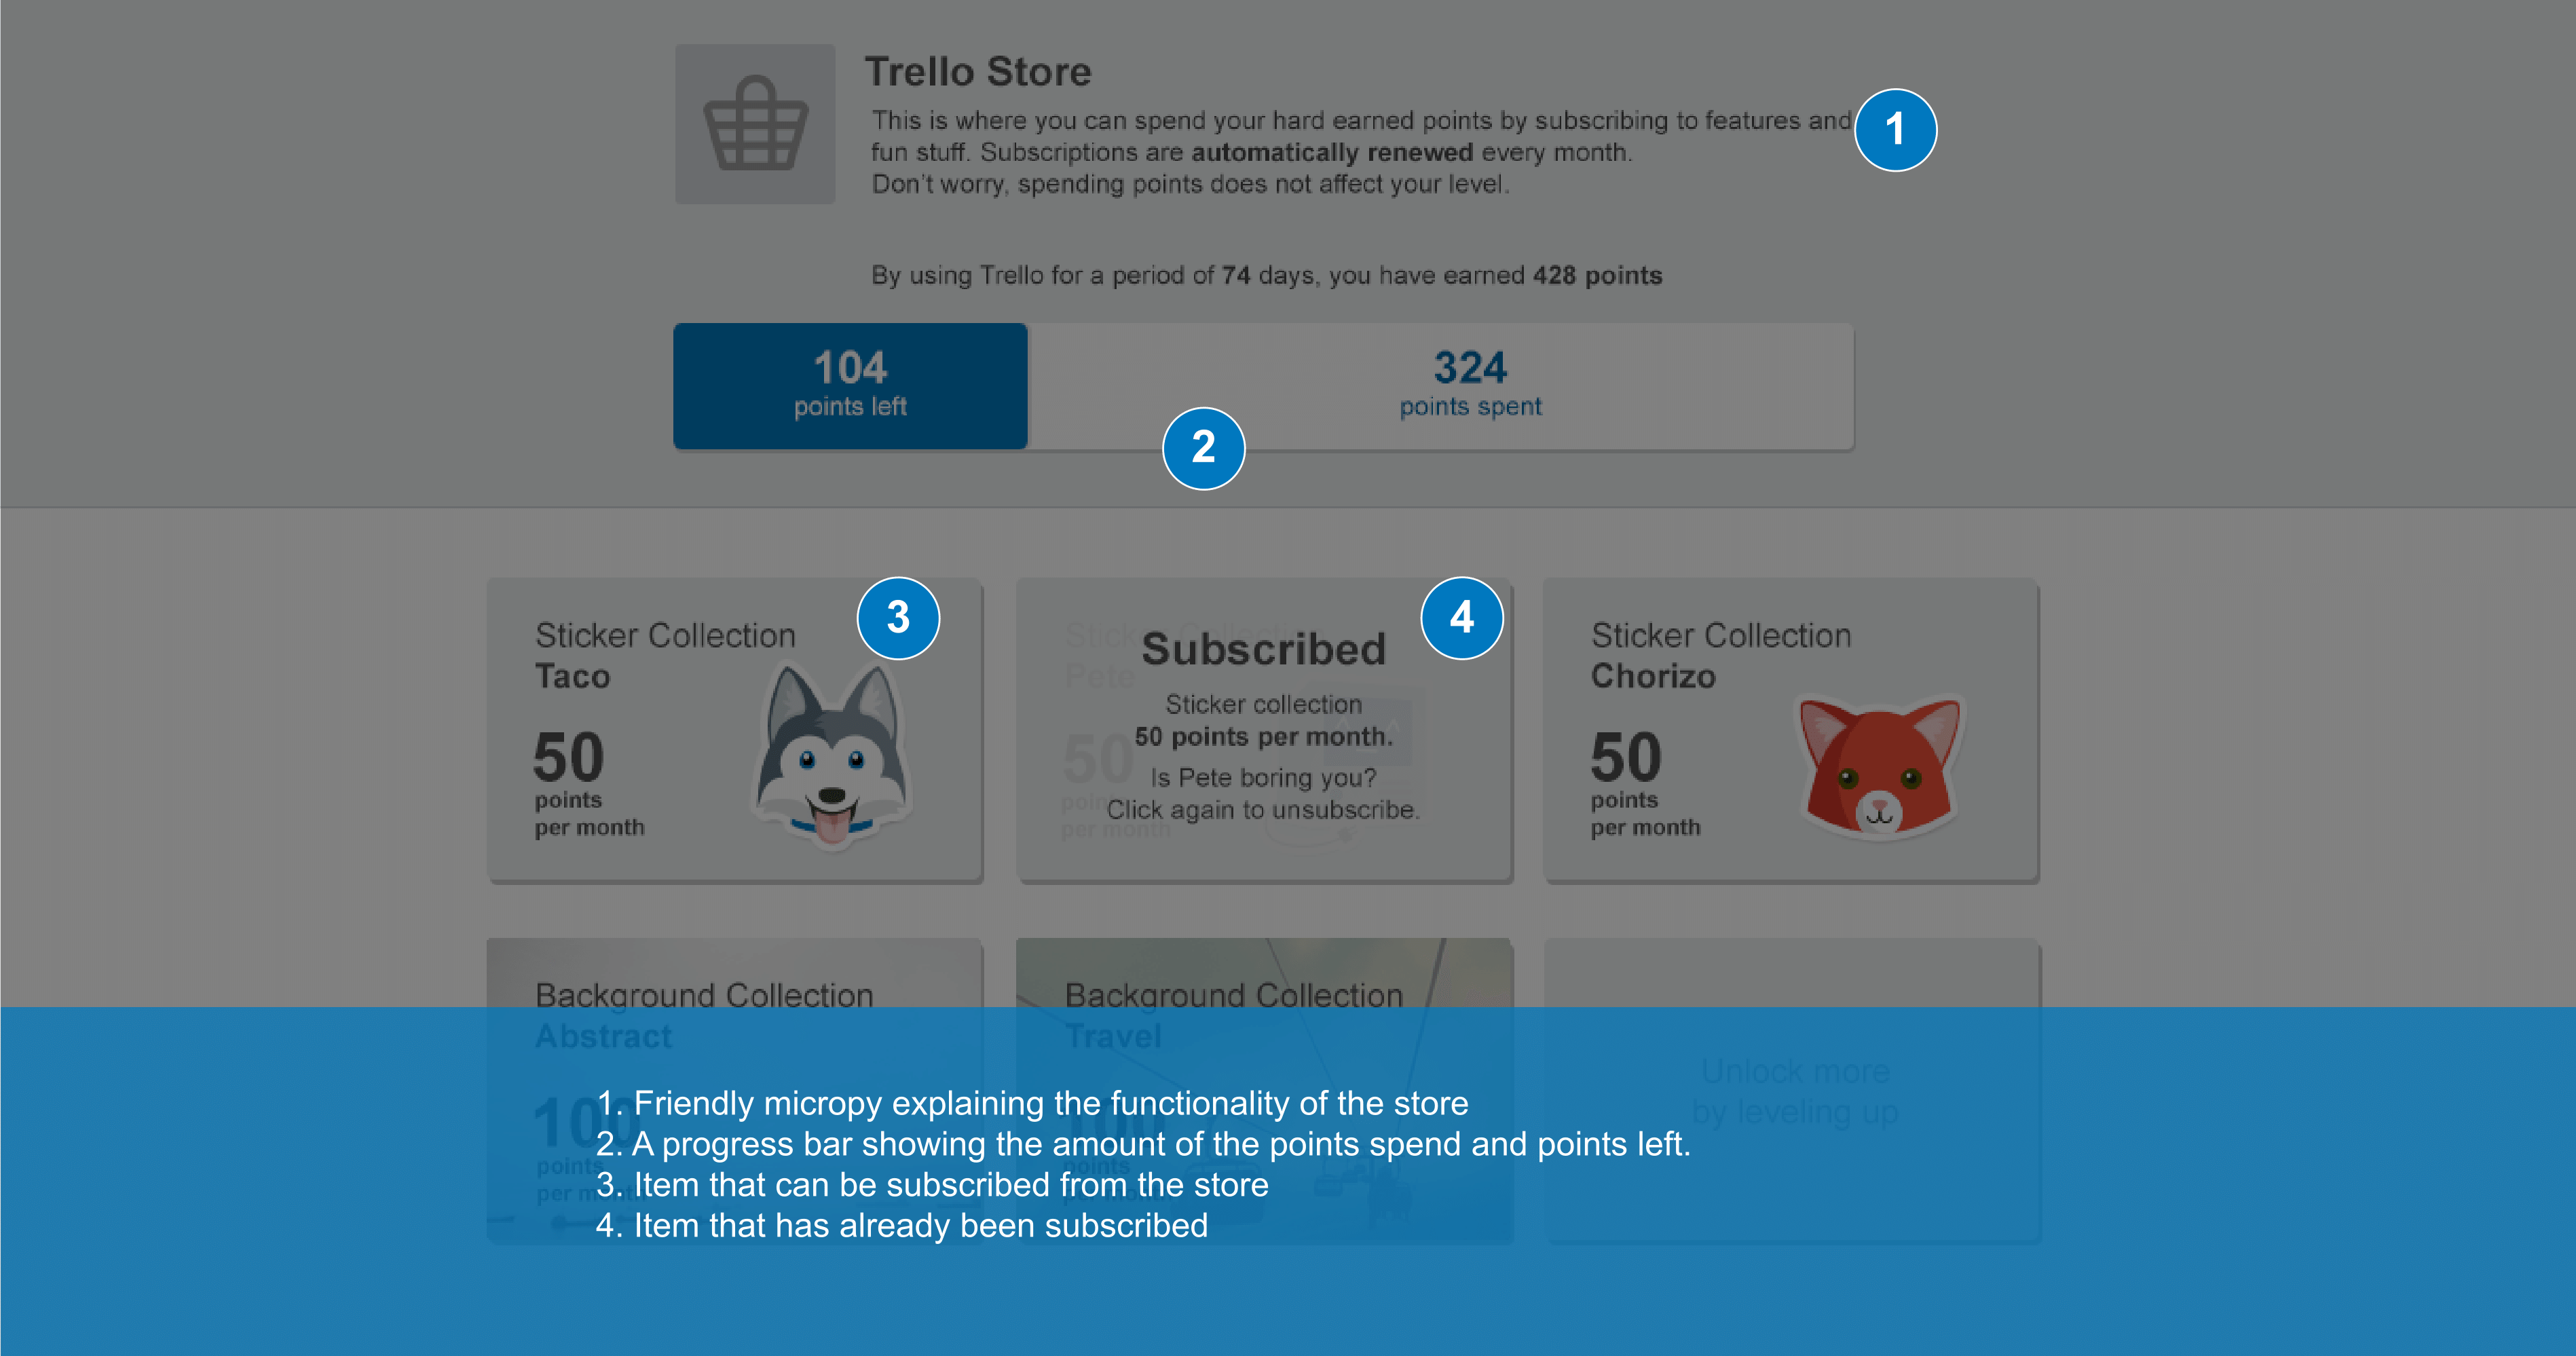 Trello Store
This is where you can spend your hard earned points by subscribing to features and
fun stuff. Subscriptions are automatically renewed every month.
Don't worry, spending points does not affect your level.
1
By using Trello for a period of 74 days, you have earned 428 points
104
points left
324
points spent
2
Sticker Collection
Taco
50
points
per month
3
Sticker Collection
Pete
50
points
per month
Subscribed
Sticker collection
50 points per month.
Is Pete boring you?
Click again to unsubscribe.
4
Sticker Collection
Chorizo
50
points
per month
Background Collection
Abstract
100
points
per month
Background Collection
Travel
100
points
per month
Unlock more
by leveling up
1. Friendly micropy explaining the functionality of the store
2. A progress bar showing the amount of the points spend and points left.
3. Item that can be subscribed from the store
4. Item that has already been subscribed